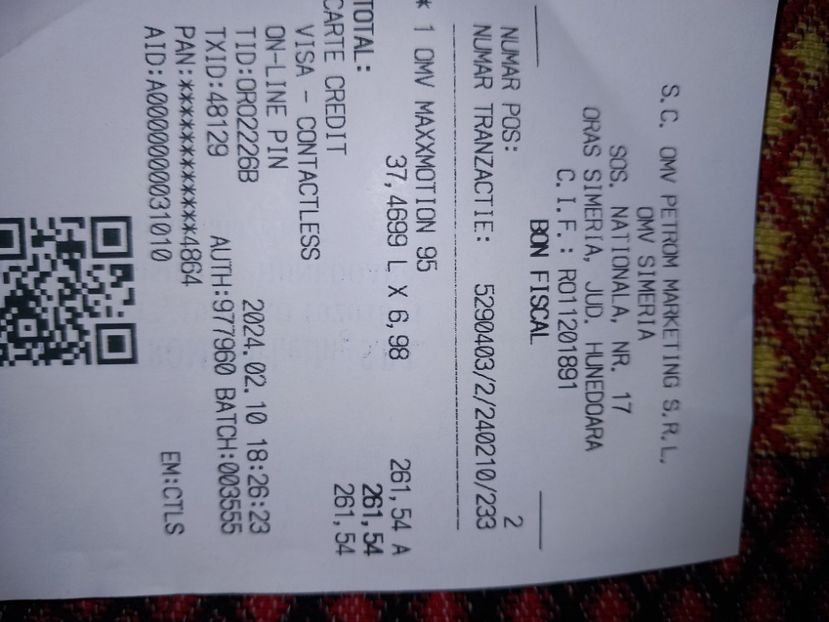 S.C. OMV PETROM MARKETING S.R.L.
OMV SIMERIA
SOS. NATIONALA, NR. 17
ORAS SIMERIA, JUD. HUNEDOARA
C.I.F.: RO11201891
BON FISCAL
NUMAR POS: 2
NUMAR TRANZACTIE: 5290403/2/240210/233
* 1 OMV MAXXMOTION 95
37,4699 L X 6,98 261,54 A
TOTAL: 261,54
CARTE CREDIT 261,54
VISA - CONTACTLESS
ON-LINE PIN
TID:ORO2226B 2024.02.10 18:26:23
TXID:48129 AUTH:977960 BATCH:003555
PAN:************4864
AID:A0000000031010 EM:CTLS